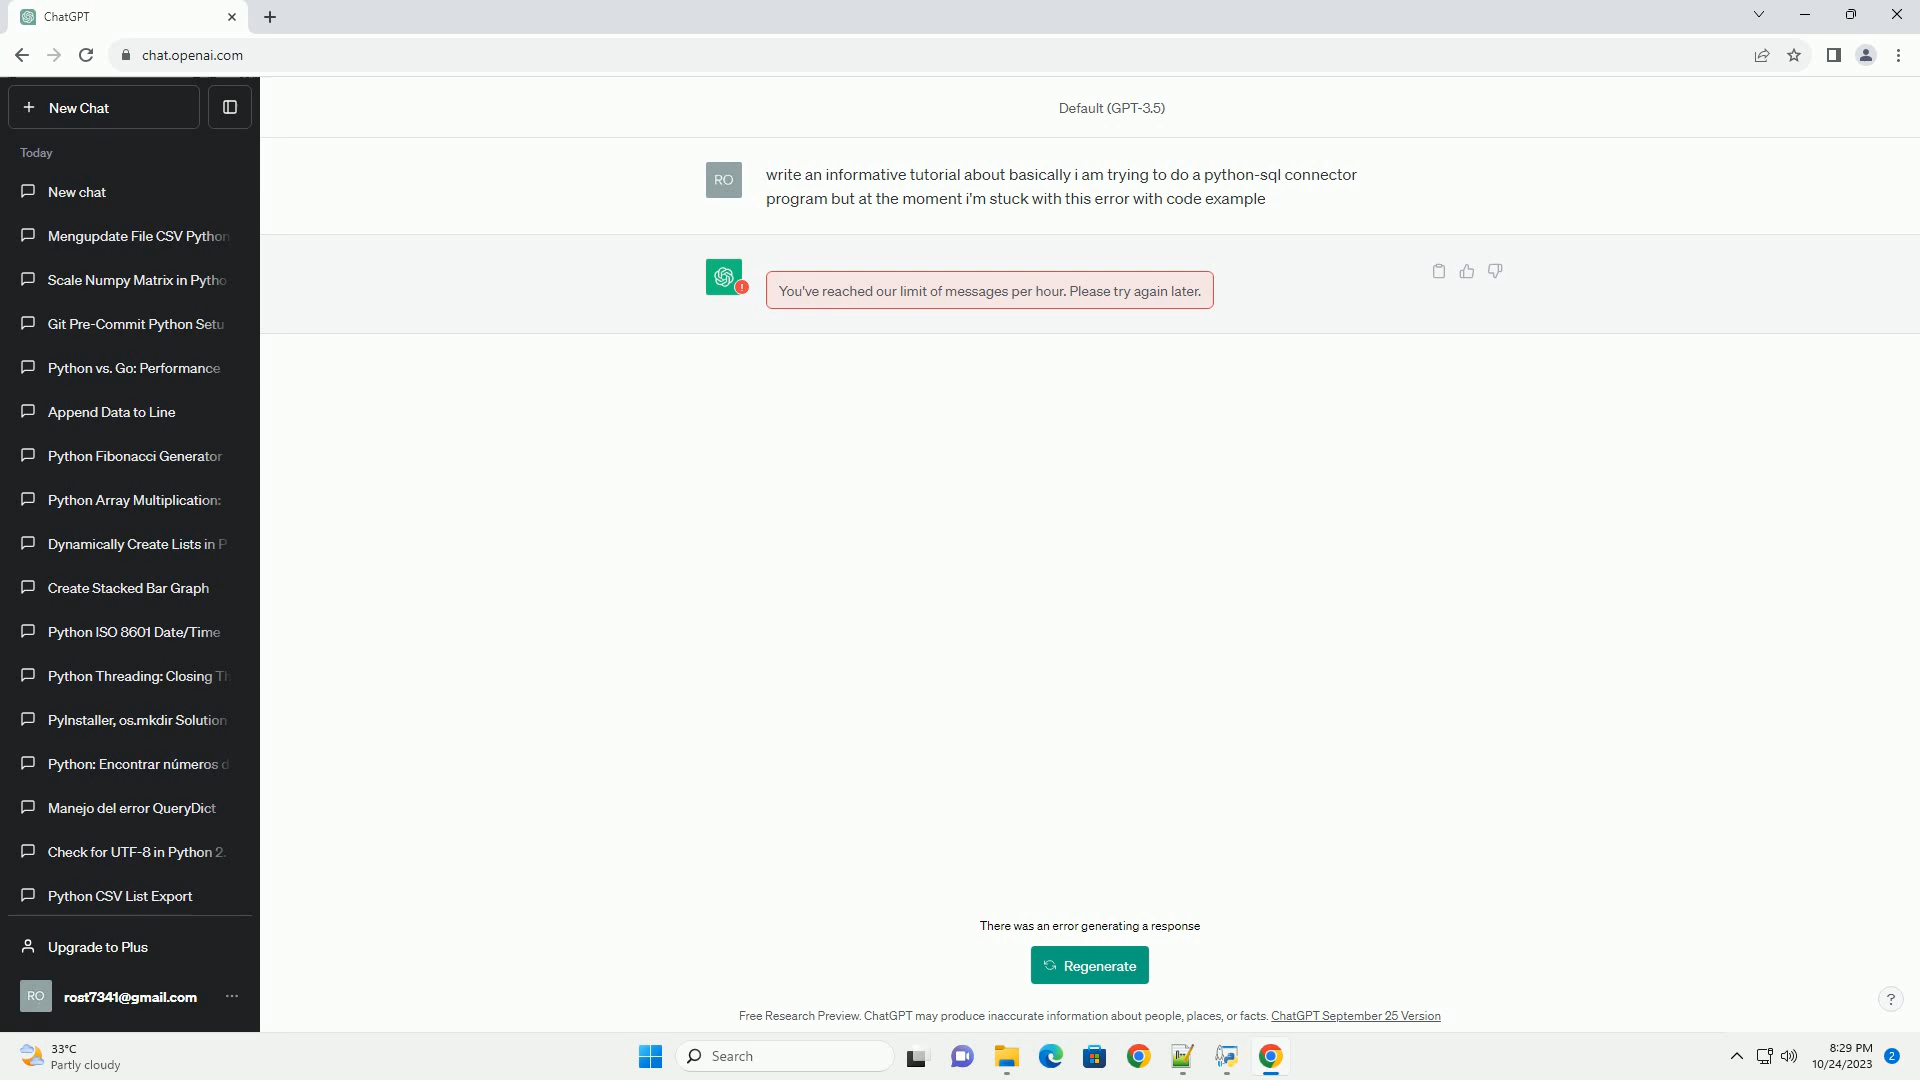 ChatGPT
chat.openai.com
New Chat
Today
New chat
Mengupdate File CSV Python
Scale Numpy Matrix in Pytho
Git Pre-Commit Python Setu
Python vs. Go: Performance
Append Data to Line
Python Fibonacci Generator
Python Array Multiplication:
Dynamically Create Lists in P
Create Stacked Bar Graph
Python ISO 8601 Date/Time
Python Threading: Closing Th
PyInstaller, os.mkdir Solution
Python: Encontrar números d
Manejo del error QueryDict
Check for UTF-8 in Python 2.
Python CSV List Export
Upgrade to Plus
RO
rost7341@gmail.com
Default (GPT-3.5)
RO
write an informative tutorial about basically i am trying to do a python-sql connector
program but at the moment i'm stuck with this error with code example
You've reached our limit of messages per hour. Please try again later.
There was an error generating a response
Regenerate
Free Research Preview. ChatGPT may produce inaccurate information about people, places, or facts. ChatGPT September 25 Version
?
33°C
Partly cloudy
Search
8:29 PM
10/24/2023
2